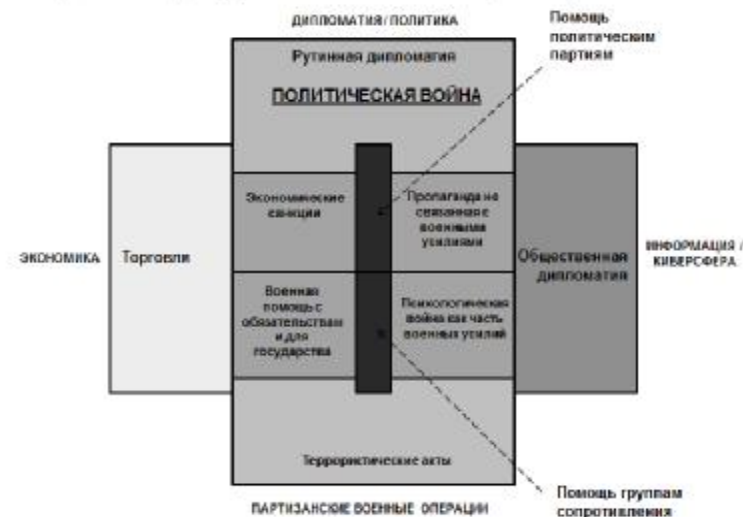 ДИПЛОМАТИЯ / ПОЛИТИКА
Помощь
политическим
партиям
Рутинная дипломатия
ПОЛИТИЧЕСКАЯ ВОЙНА
Экономические
санкции
Пропаганда не
связанная с
военными
усилиями
ЭКОНОМИКА
Торговли
Общественная
дипломатия
ИНФОРМАЦИЯ /
КИБЕРСФЕРА
Военная
помощь с
обязательствам
и для
государства
Психологическая
война как часть
военных усилий
Террористические акты
ПАРТИЗАНСКИЕ ВОЕННЫЕ ОПЕРАЦИИ
Помощь группам
сопротивления